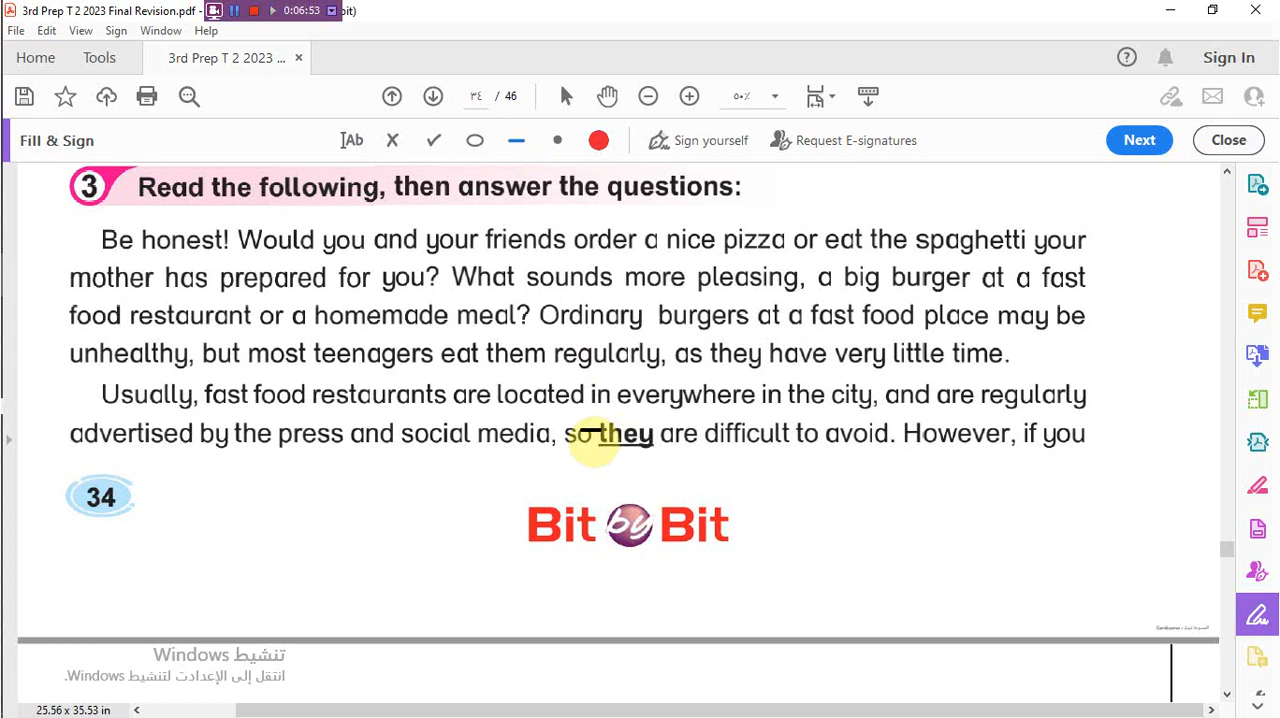 3rd Prep T 2 2023 Final Revision.pdf - 0:06:53 bit)
File Edit View Sign Window Help
Home Tools 3rd Prep T 2 2023 ... × Sign In
٣٤ / 46 ٥٠٪
Fill & Sign Ab Sign yourself Request E-signatures Next Close
3 Read the following, then answer the questions:
Be honest! Would you and your friends order a nice pizza or eat the spaghetti your
mother has prepared for you? What sounds more pleasing, a big burger at a fast
food restaurant or a homemade meal? Ordinary burgers at a fast food place may be
unhealthy, but most teenagers eat them regularly, as they have very little time.
Usually, fast food restaurants are located in everywhere in the city, and are regularly
advertised by the press and social media, so they are difficult to avoid. However, if you
34
Bit by Bit
تنشيط Windows
انتقل إلى الإعدادت لتنشيط Windows.
25.56 x 35.53 in